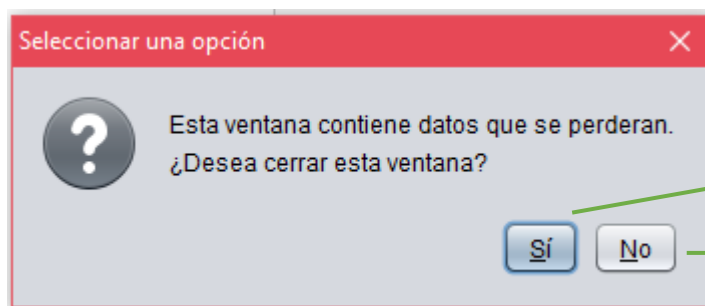 Seleccionar una opción
Esta ventana contiene datos que se perderan.
¿Desea cerrar esta ventana?
Sí No